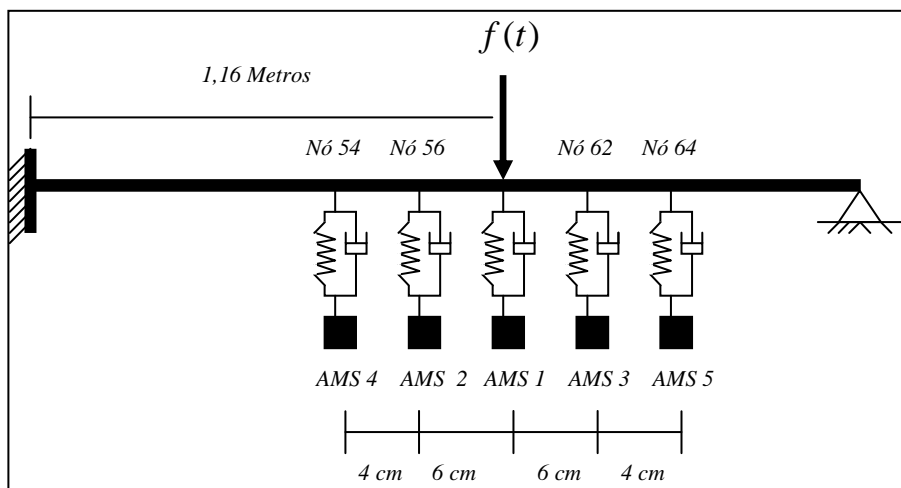 f(t)
1,16 Metros
Nó 54 Nó 56 Nó 62 Nó 64
AMS 4 AMS 2 AMS 1 AMS 3 AMS 5
4 cm 6 cm 6 cm 4 cm